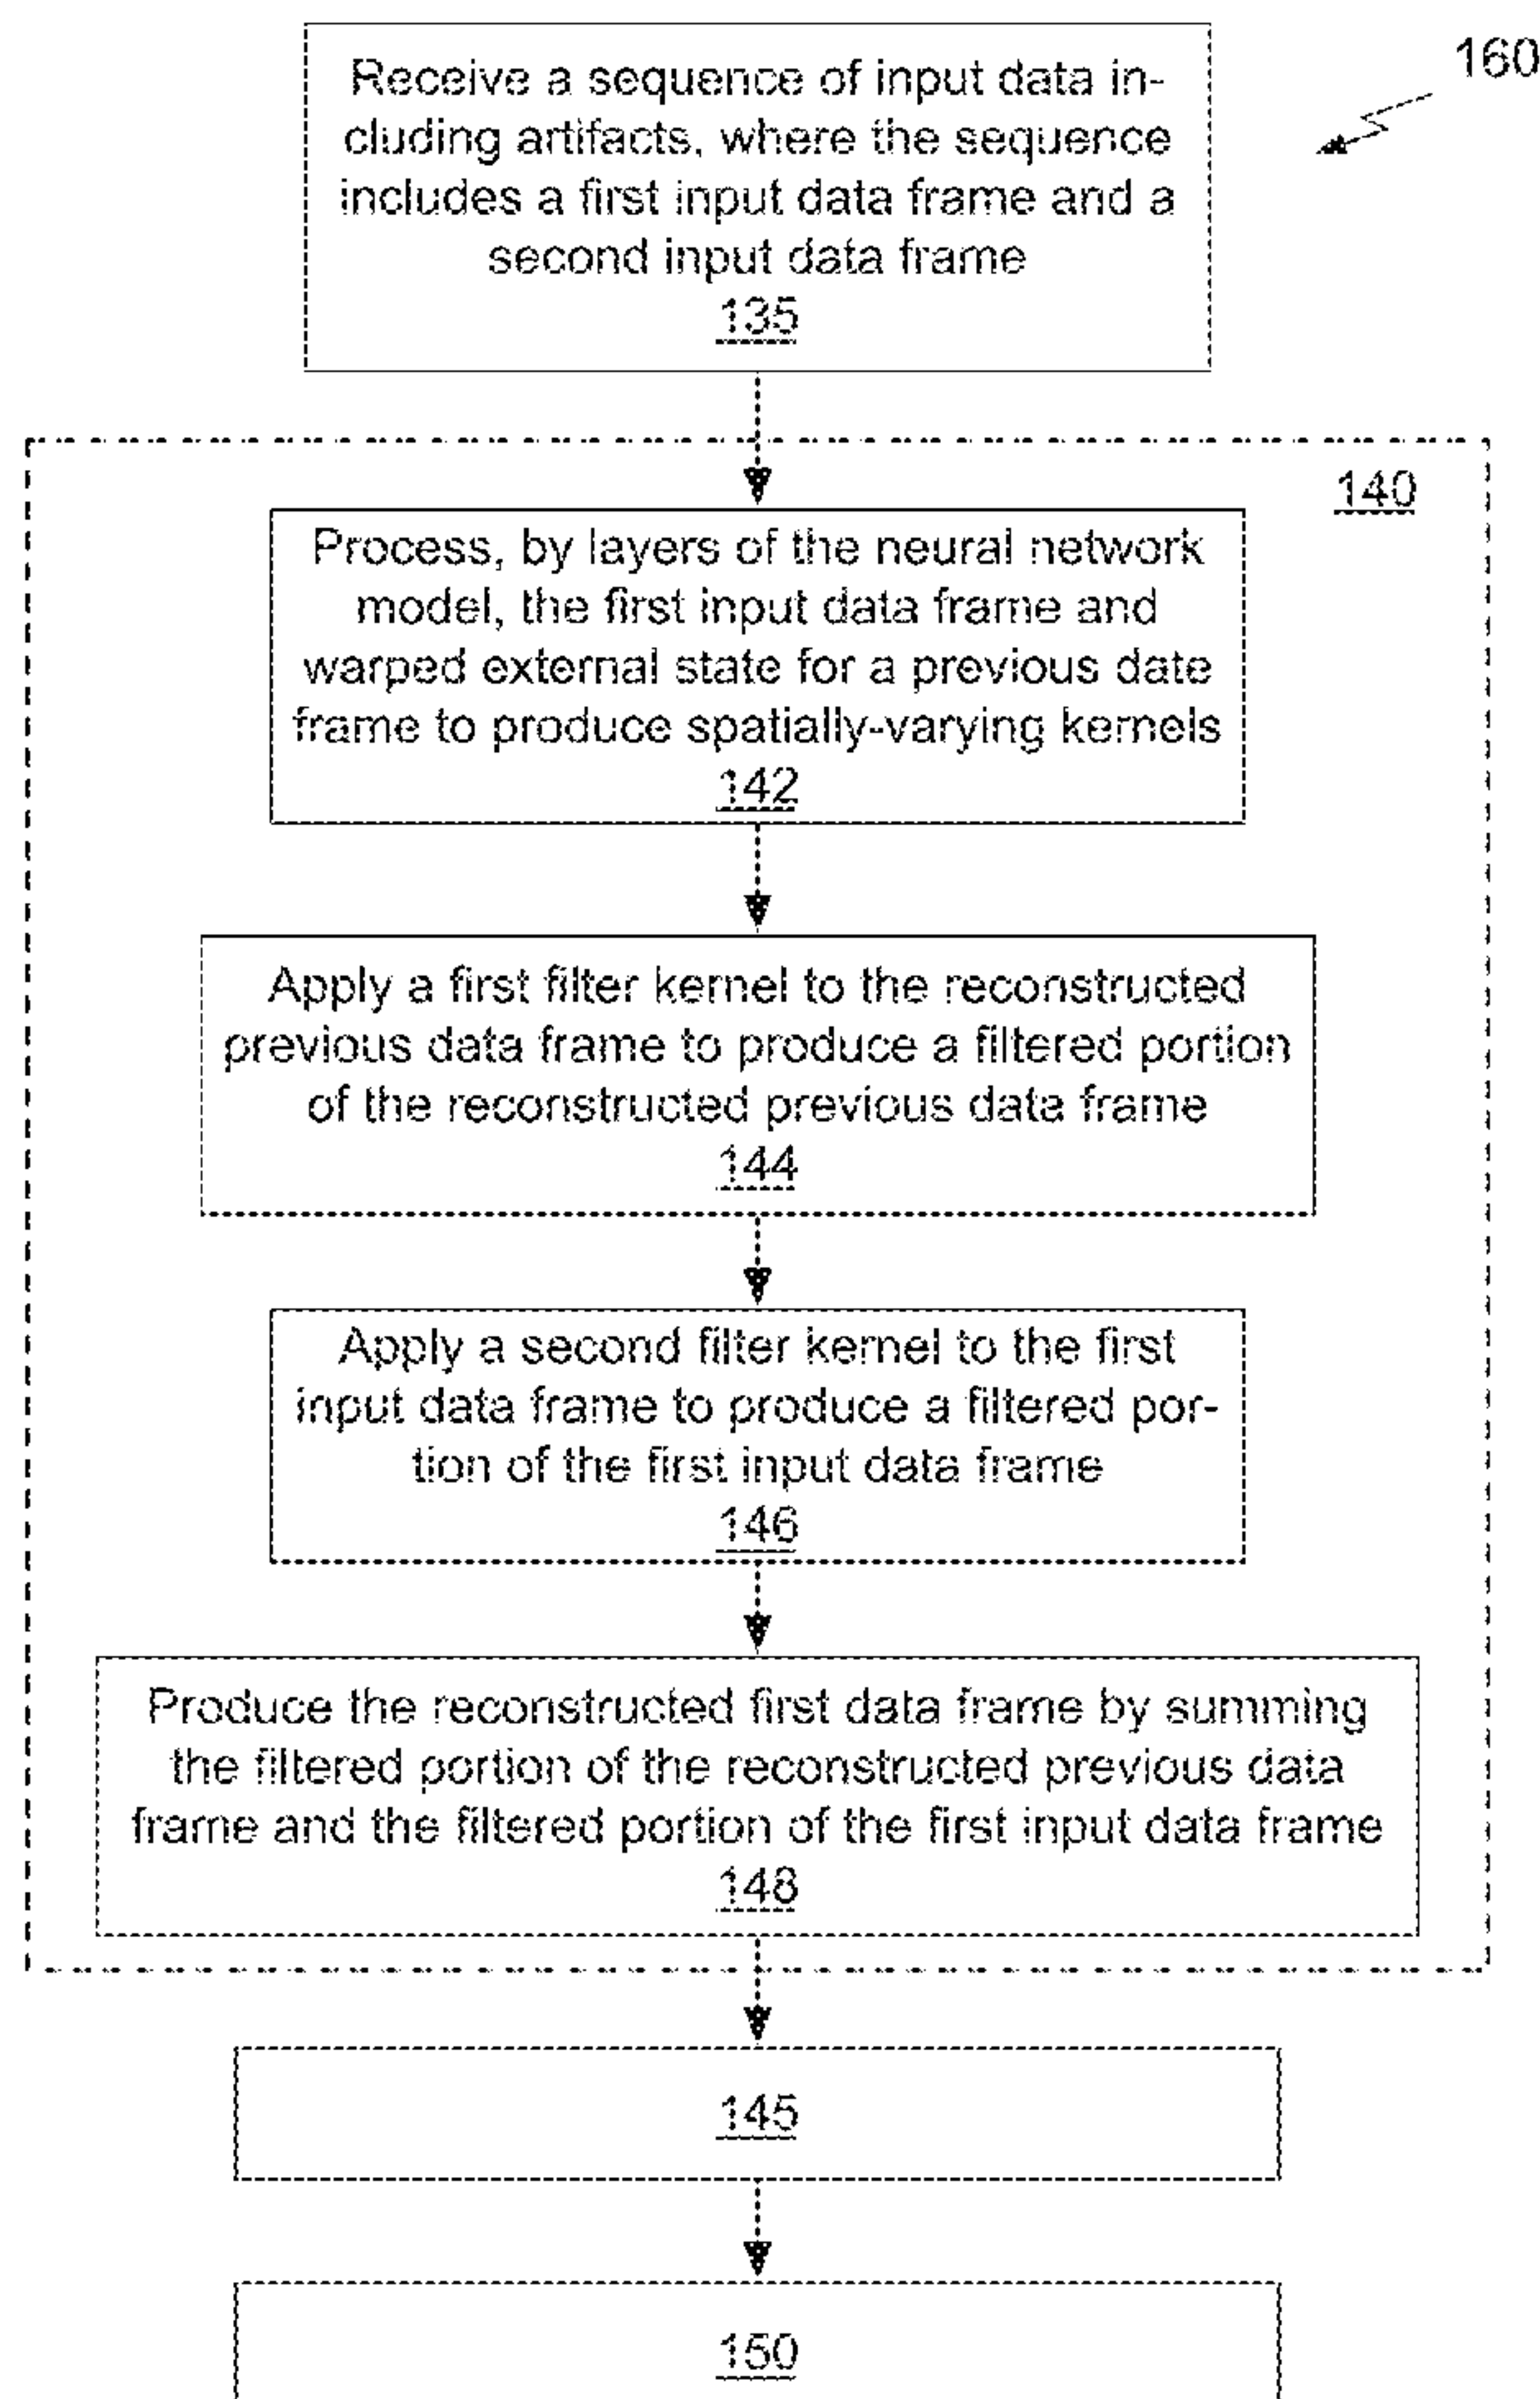 160
Receive a sequence of input data in-
cluding artifacts, where the sequence
includes a first input data frame and a
second input data frame
135
140
Process, by layers of the neural network
model, the first input data frame and
warped external state for a previous date
frame to produce spatially-varying kernels
142
Apply a first filter kernel to the reconstructed
previous data frame to produce a filtered portion
of the reconstructed previous data frame
144
Apply a second filter kernel to the first
input data frame to produce a filtered por-
tion of the first input data frame
146
Produce the reconstructed first data frame by summing
the filtered portion of the reconstructed previous data
frame and the filtered portion of the first input data frame
148
145
150